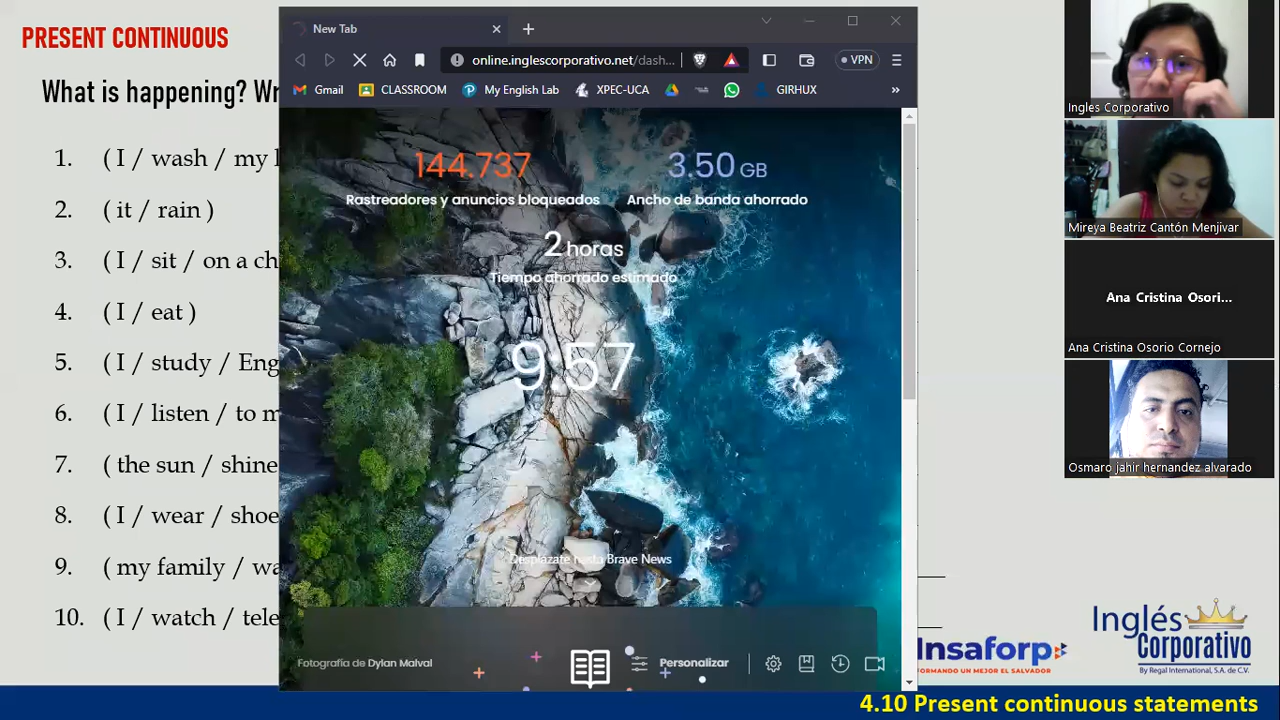 PRESENT CONTINUOUS
What is happening? Wr
1. ( I / wash / my
2. ( it / rain )
3. ( I / sit / on a ch
4. ( I / eat )
5. ( I / study / Eng
6. ( I / listen / to m
7. ( the sun / shine
8. ( I / wear / shoe
9. ( my family / wa
10. ( I / watch / tele
New Tab
online.inglescorporativo.net/dash...
VPN
Gmail
CLASSROOM
My English Lab
XPEC-UCA
GIRHUX
»
144.737
Rastreadores y anuncios bloqueados
3.50 GB
Ancho de banda ahorrado
2 horas
Tiempo ahorrado estimado
9:57
Desplázate hasta Brave News
Fotografía de Dylan Malval
Personalizar
Ingles Corporativo
Mireya Beatriz Cantón Menjivar
Ana Cristina Osori...
Ana Cristina Osorio Cornejo
Osmaro jahir hernandez alvarado
Insaforp
FORMANDO UN MEJOR EL SALVADOR
Inglés
Corporativo
By Regal International, S.A. de C.V.
4.10 Present continuous statements